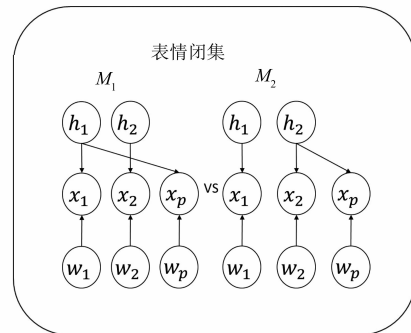 表情闭集
M₁ M₂
h₁ h₂ h₁ h₂
x₁ x₂ xₚ vs x₁ x₂ xₚ
w₁ w₂ wₚ w₁ w₂ wₚ